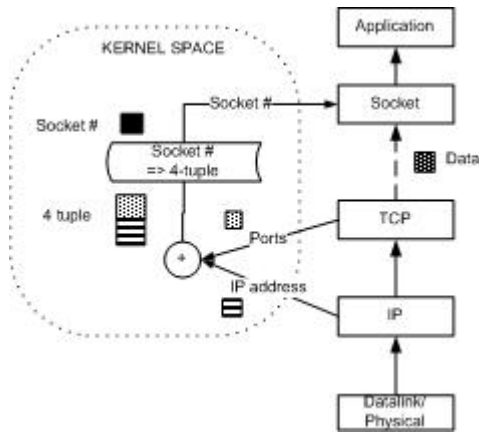 Application
KERNEL SPACE
Socket #
Socket
Socket #
Socket #
=> 4-tuple
Data
4 tuple
TCP
Ports
+
IP address
IP
Datalink/
Physical